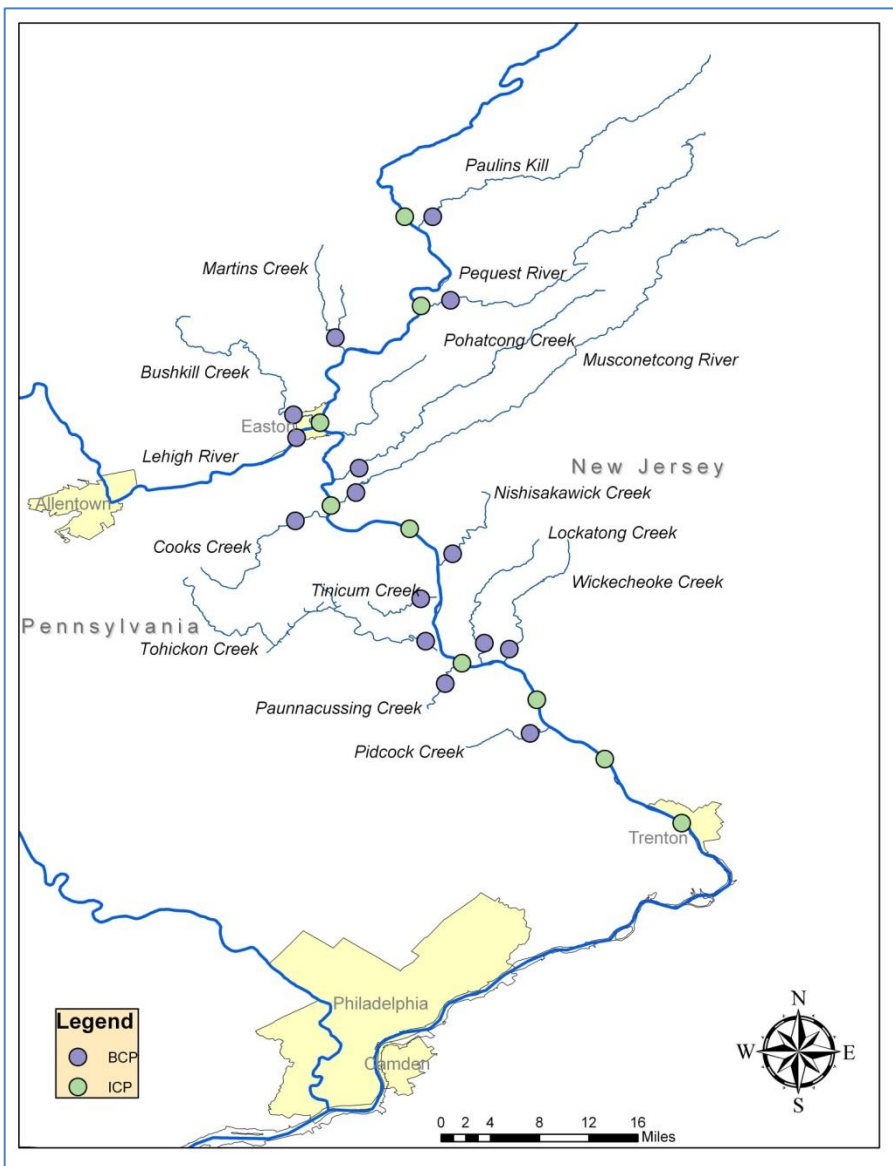 Paulins Kill
Martins Creek
Pequest River
Pohatcong Creek
Musconetcong River
Bushkill Creek
Easton
Lehigh River
New Jersey
Nishisakawick Creek
Allentown
Lockatong Creek
Cooks Creek
Wickecheoke Creek
Tinicum Creek
Pennsylvania
Tohickon Creek
Paunnacussing Creek
Pidcock Creek
Trenton
Philadelphia
Camden
Legend
BCP
ICP
N
W E
S
0 2 4 8 12 16
Miles